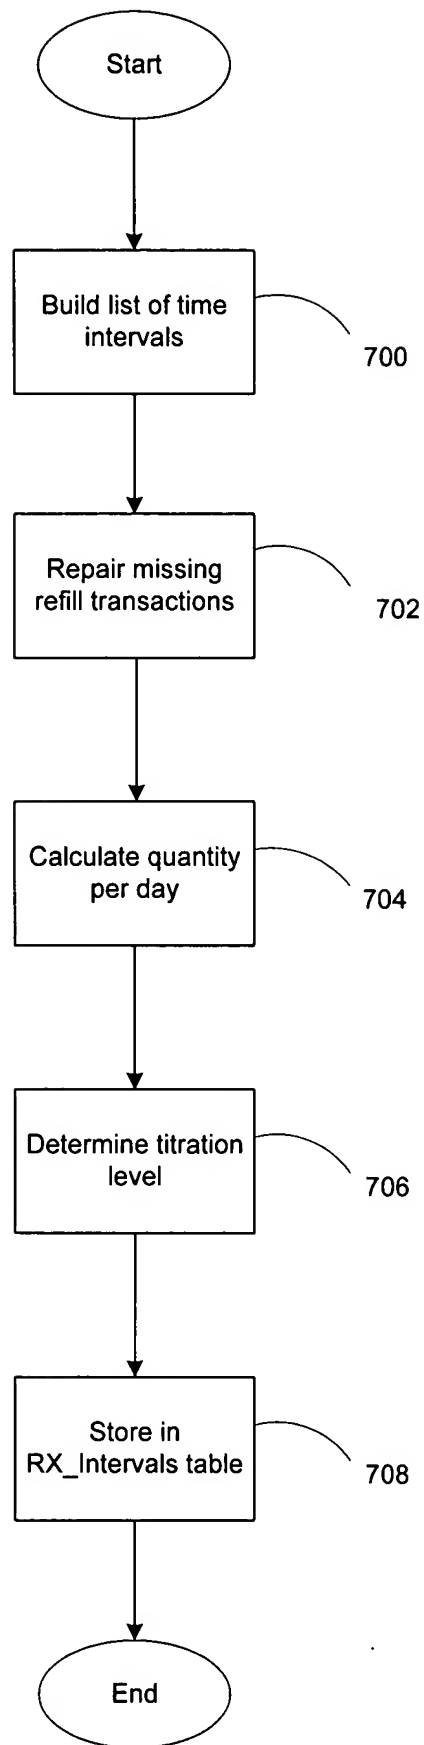 Start
Build list of time
intervals
700
Repair missing
refill transactions
702
Calculate quantity
per day
704
Determine titration
level
706
Store in
RX_Intervals table
708
End